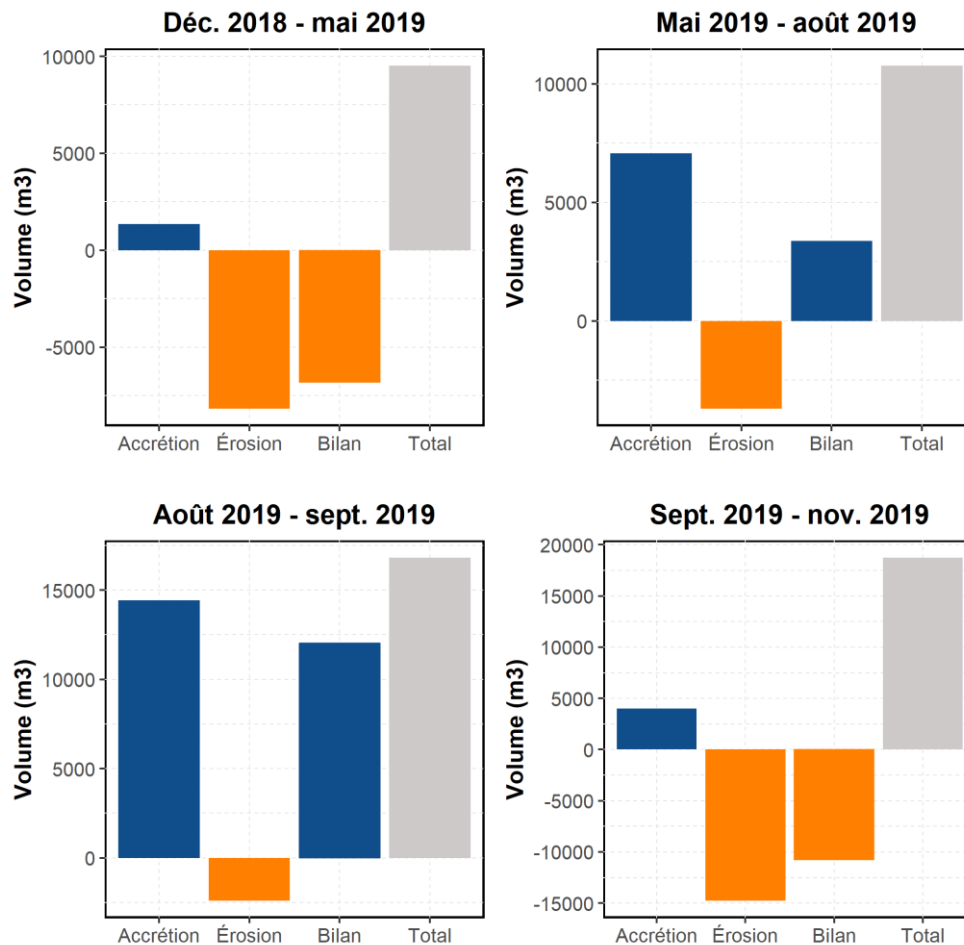 Déc. 2018 - mai 2019
Volume (m3)
10000
5000
0
-5000
Accrétion Érosion Bilan Total
Mai 2019 - août 2019
Volume (m3)
10000
5000
0
Accrétion Érosion Bilan Total
Août 2019 - sept. 2019
Volume (m3)
15000
10000
5000
0
Accrétion Érosion Bilan Total
Sept. 2019 - nov. 2019
Volume (m3)
20000
15000
10000
5000
0
-5000
-10000
-15000
Accrétion Érosion Bilan Total